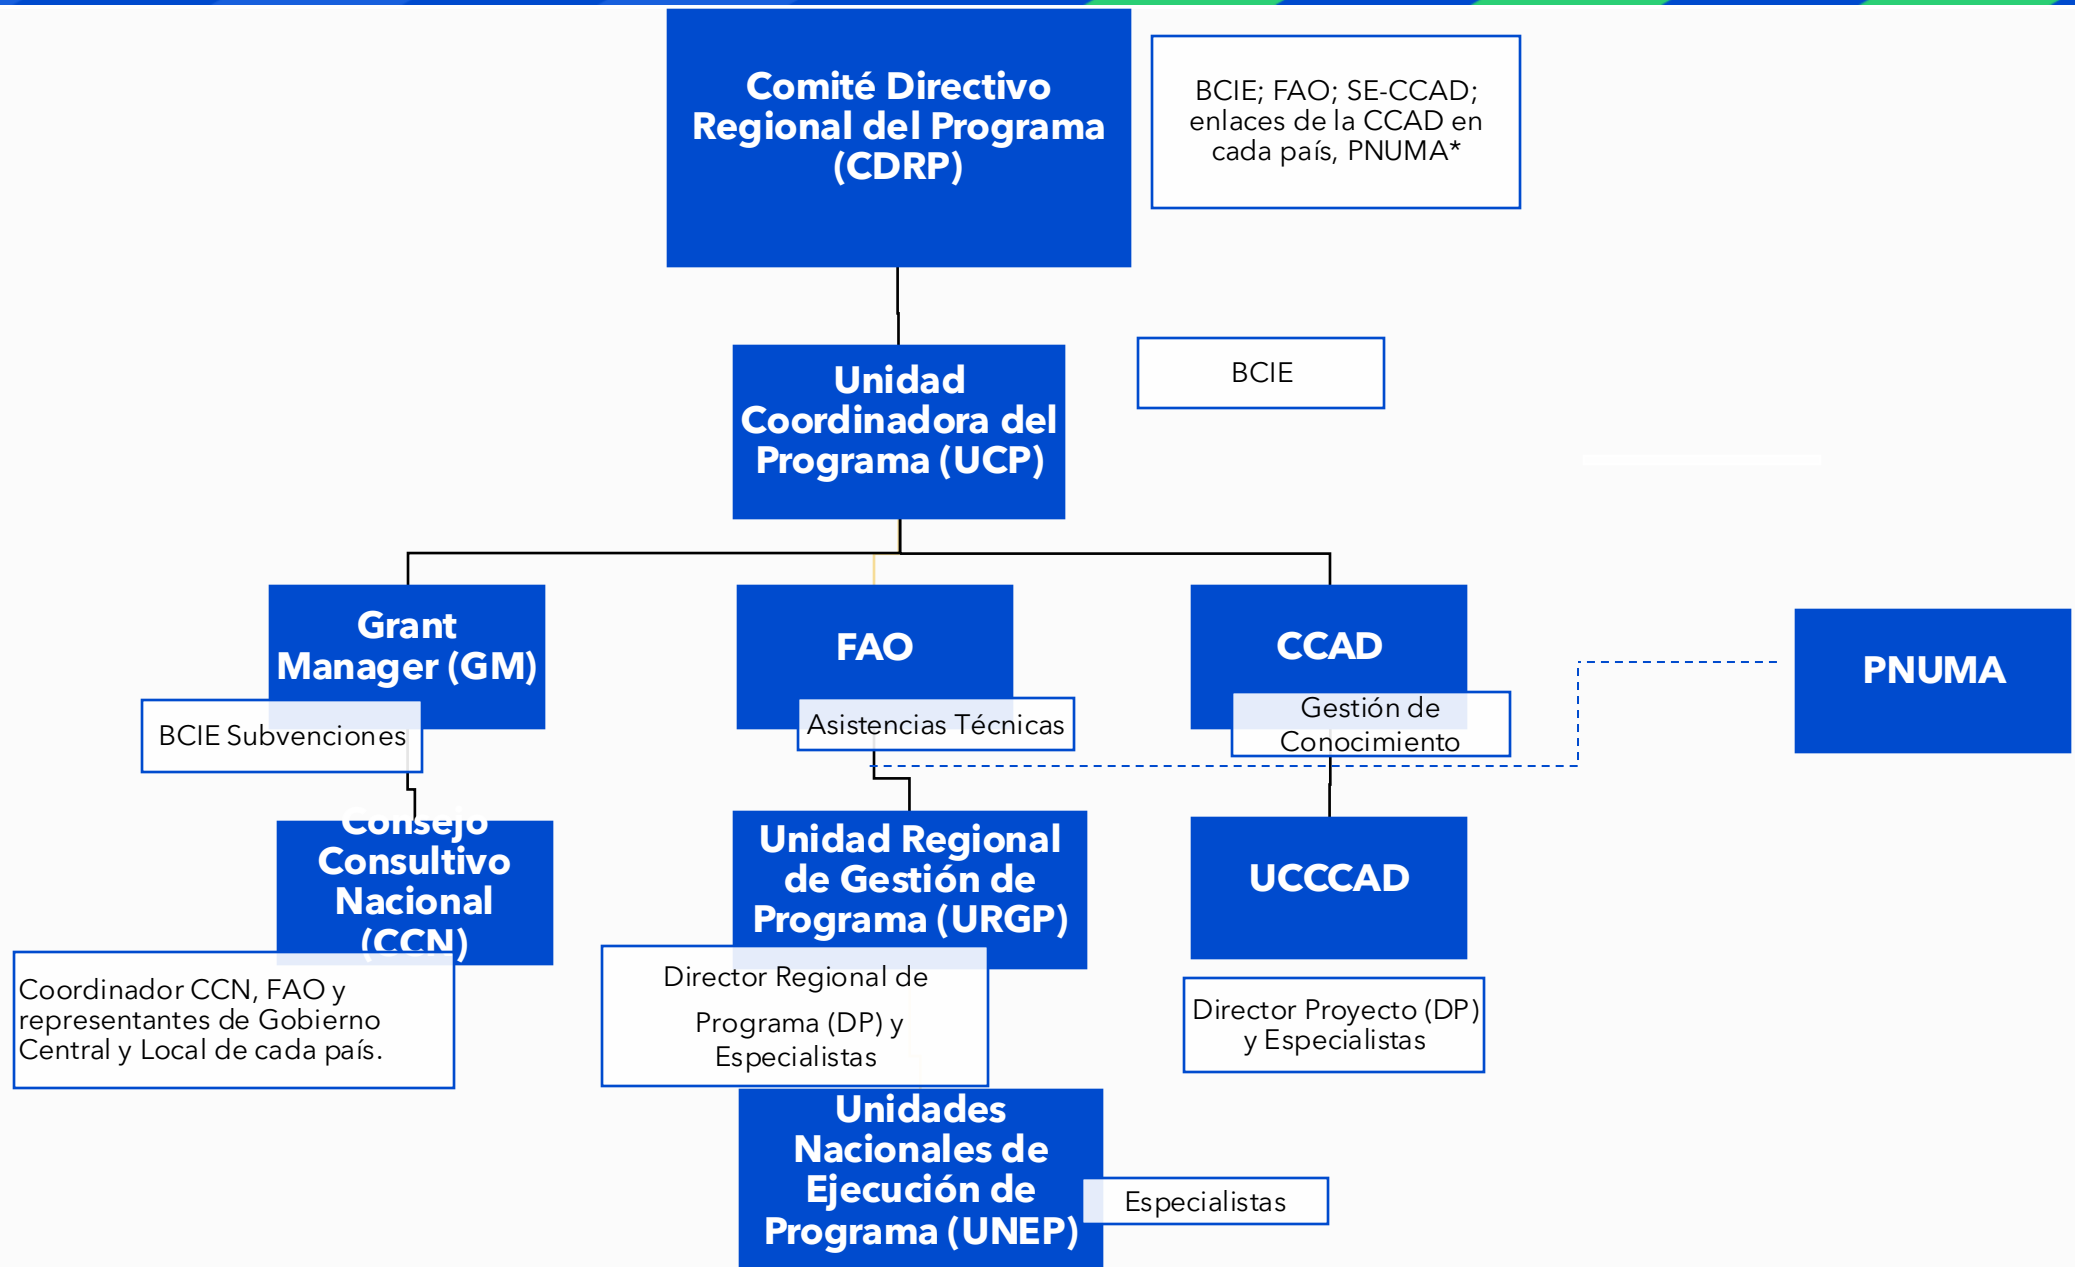 Comité Directivo
Regional del Programa
(CDRP)
BCIE; FAO; SE-CCAD;
enlaces de la CCAD en
cada país, PNUMA*
Unidad
Coordinadora del
Programa (UCP)
BCIE
Grant
Manager (GM)
BCIE Subvenciones
FAO
Asistencias Técnicas
CCAD
Gestión de
Conocimiento
PNUMA
Consejo
Consultivo
Nacional
(CCN)
Coordinador CCN, FAO y
representantes de Gobierno
Central y Local de cada país.
Unidad Regional
de Gestión de
Programa (URGP)
Director Regional de
Programa (DP) y
Especialistas
UCCCAD
Director Proyecto (DP)
y Especialistas
Unidades
Nacionales de
Ejecución de
Programa (UNEP)
Especialistas